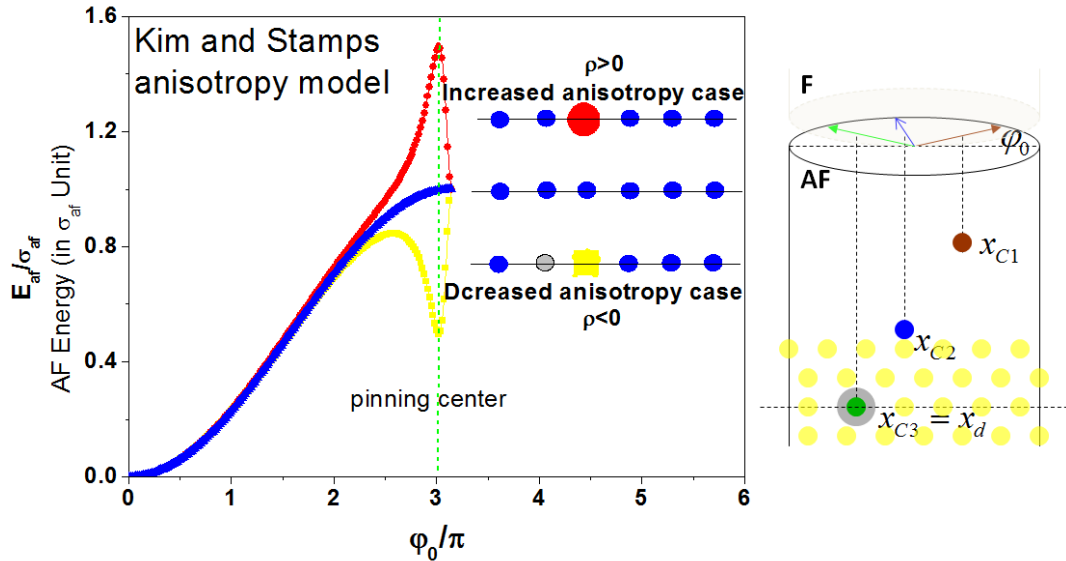 Kim and Stamps
anisotropy model
ρ>0
Increased anisotropy case
Dcreased anisotropy case
ρ<0
pinning center
E_af/σ_af
AF Energy (in σ_af Unit)
1.6
1.2
0.8
0.4
0.0
0 1 2 3 4 5 6
φ₀/π
F
φ₀
AF
x_C1
x_C2
x_C3 = x_d